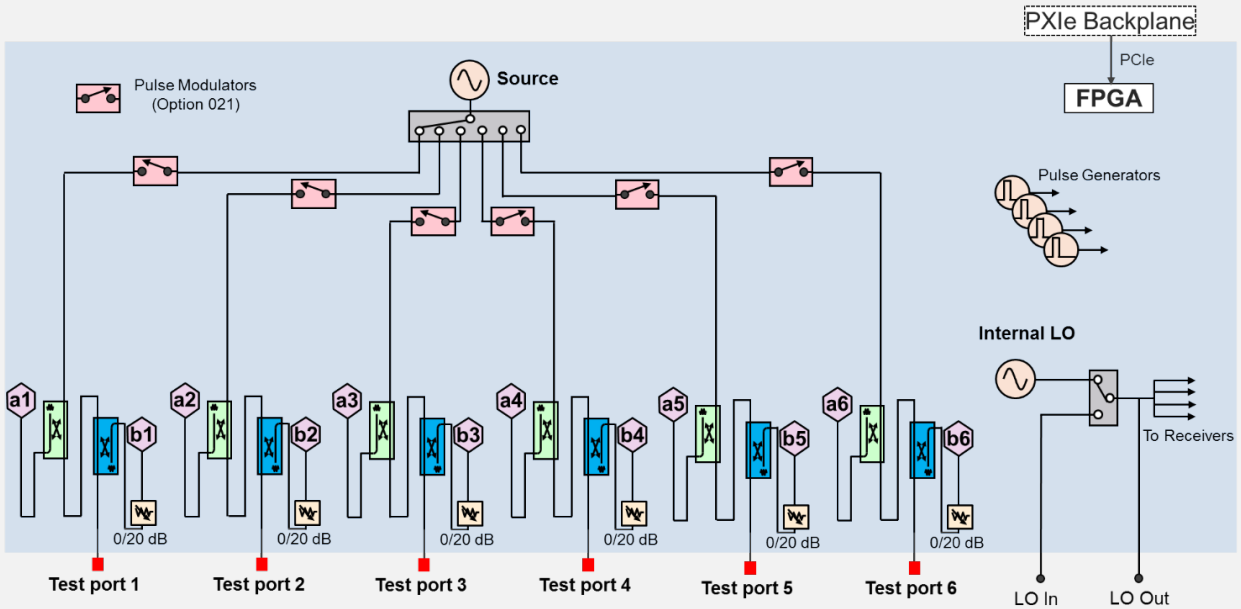 PXIe Backplane
PCIe
FPGA
Pulse Modulators
(Option 021)
Source
Pulse Generators
Internal LO
To Receivers
a1
a2
a3
a4
a5
a6
b1
b2
b3
b4
b5
b6
0/20 dB
0/20 dB
0/20 dB
0/20 dB
0/20 dB
0/20 dB
Test port 1
Test port 2
Test port 3
Test port 4
Test port 5
Test port 6
LO In
LO Out